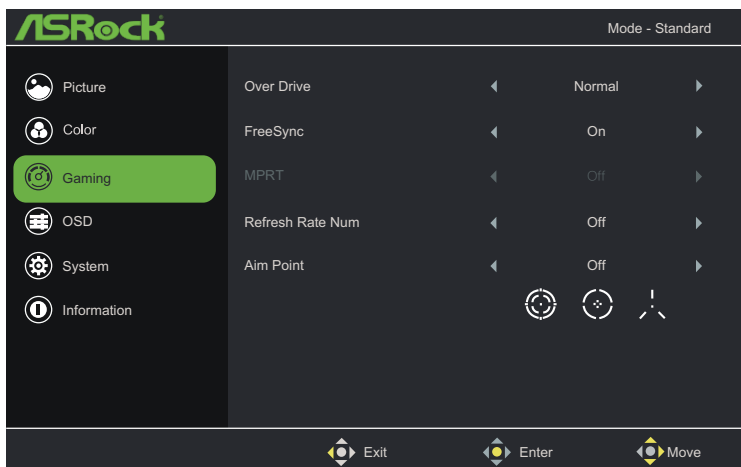 ASRock
Mode - Standard
Picture
Over Drive Normal
Color
FreeSync On
Gaming
MPRT Off
OSD
Refresh Rate Num Off
System
Aim Point Off
Information
Exit Enter Move